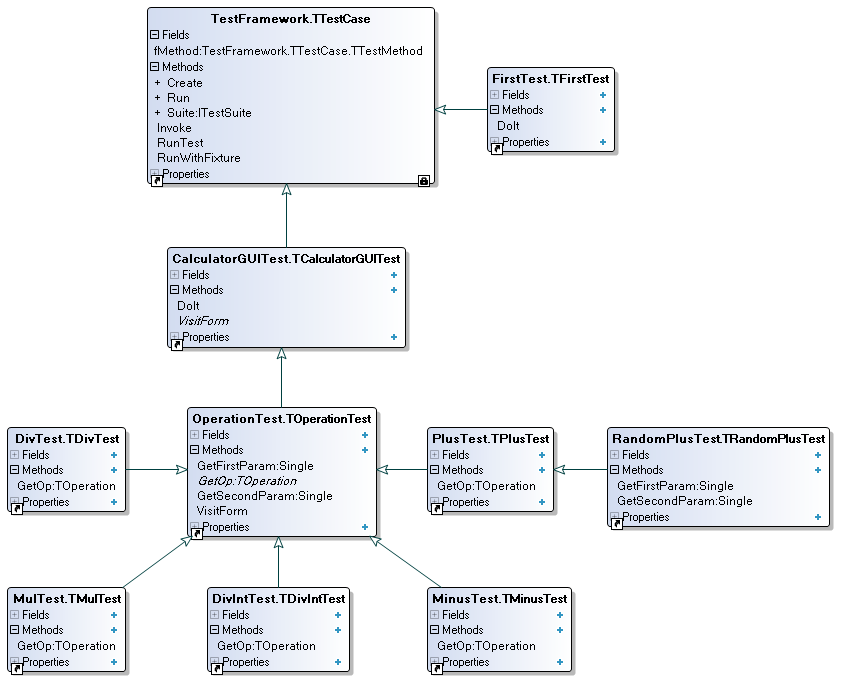 TestFramework.TTestCase
Fields
fMethod:TestFramework.TTestCase.TTestMethod
Methods
+ Create
+ Run
+ Suite:ITestSuite
Invoke
RunTest
RunWithFixture
Properties
FirstTest.TFirstTest
Fields
Methods
DoIt
Properties
CalculatorGUITest.TCalculatorGUITest
Fields
Methods
DoIt
VisitForm
Properties
DivTest.TDivTest
Fields
Methods
GetOp:TOperation
Properties
OperationTest.TOperationTest
Fields
Methods
GetFirstParam:Single
GetOp:TOperation
GetSecondParam:Single
VisitForm
Properties
PlusTest.TPlusTest
Fields
Methods
GetOp:TOperation
Properties
RandomPlusTest.TRandomPlusTest
Fields
Methods
GetFirstParam:Single
GetSecondParam:Single
Properties
MulTest.TMulTest
Fields
Methods
GetOp:TOperation
Properties
DivIntTest.TDivIntTest
Fields
Methods
GetOp:TOperation
Properties
MinusTest.TMinusTest
Fields
Methods
GetOp:TOperation
Properties